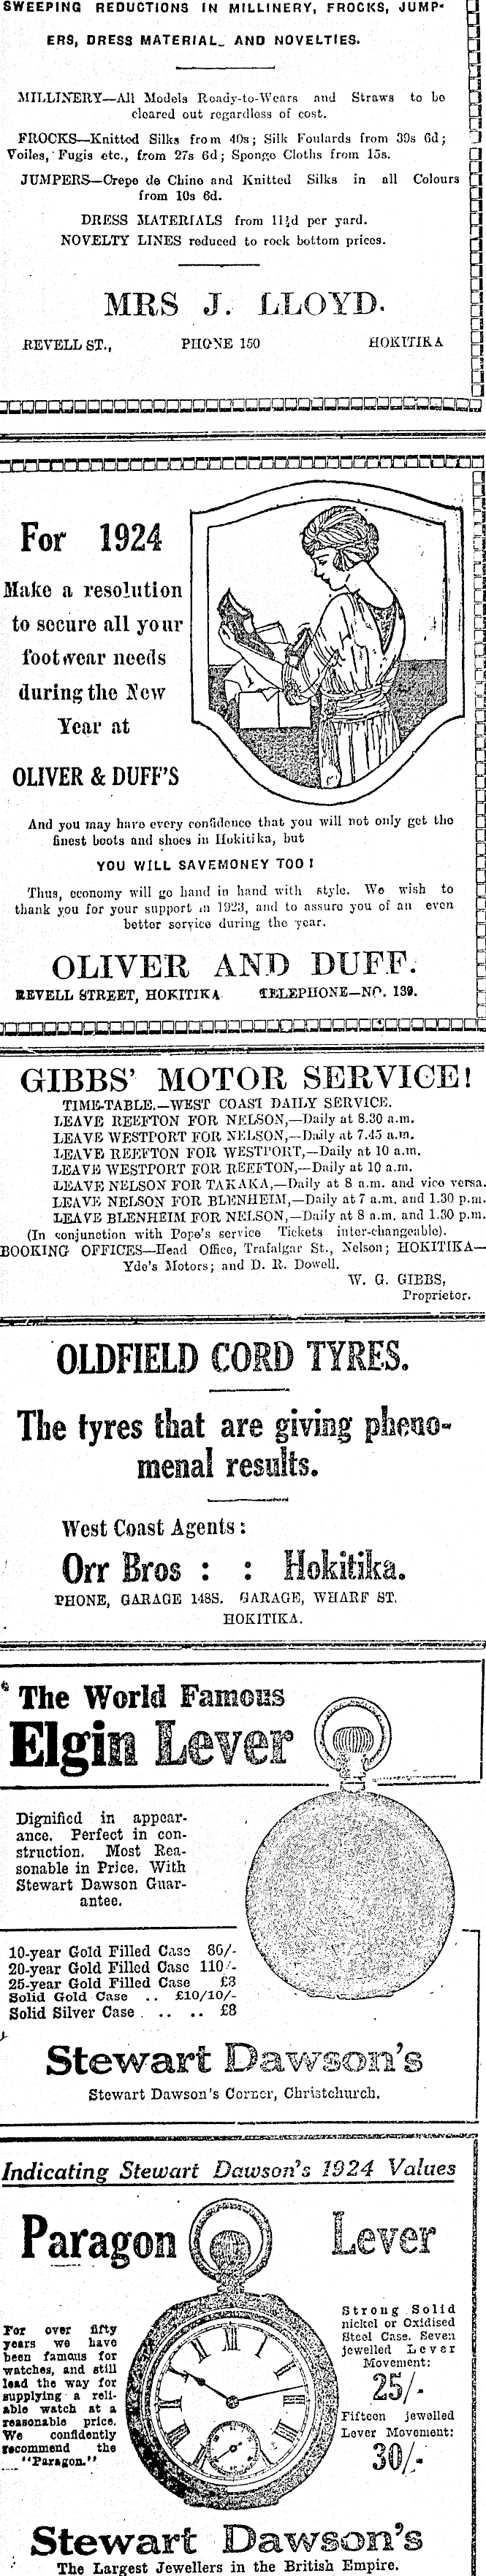 SWEEPING REDUCTIONS IN MILLINERY, FROCKS, JUMP-
ERS, DRESS MATERIAL_ AND NOVELTIES.
MILLINERY—All Models Ready-to-Wears and Straws to be
cleared out regardless of cost.
FROCKS—Knitted Silks from 40s; Silk Foulards from 39s 6d;
Voiles, Fugis etc., from 27s 6d; Sponge Cloths from 15s.
JUMPERS—Crepe de Chine and Knitted Silks in all Colours
from 10s 6d.
DRESS MATERIALS from 11½d per yard.
NOVELTY LINES reduced to rock bottom prices.
MRS J. LLOYD.
REVELL ST., PHONE 150 HOKITIKA
For 1924
Make a resolution
to secure all your
footwear needs
during the New
Year at
OLIVER & DUFF'S
And you may have every confidence that you will not only get the
finest boots and shoes in Hokitika, but
YOU WILL SAVEMONEY TOO!
Thus, economy will go hand in hand with style. We wish to
thank you for your support in 1923, and to assure you of an even
better service during the year.
OLIVER AND DUFF.
REVELL STREET, HOKITIKA TELEPHONE—NO. 139.
GIBBS' MOTOR SERVICE!
TIME-TABLE.—WEST COAST DAILY SERVICE.
LEAVE REEFTON FOR NELSON,—Daily at 8.30 a.m.
LEAVE WESTPORT FOR NELSON,—Daily at 7.45 a.m.
LEAVE REEFTON FOR WESTPORT,—Daily at 10 a.m.
LEAVE WESTPORT FOR REEFTON,—Daily at 10 a.m.
LEAVE NELSON FOR TAKAKA,—Daily at 8 a.m. and vice versa.
LEAVE NELSON FOR BLENHEIM,—Daily at 7 a.m. and 1.30 p.m.
LEAVE BLENHEIM FOR NELSON,—Daily at 8 a.m. and 1.30 p.m.
(In conjunction with Pope's service Tickets inter-changeable).
BOOKING OFFICES—Head Office, Trafalgar St., Nelson; HOKITIKA—
Yde's Motors; and D. R. Dowell.
W. G. GIBBS,
Proprietor.
OLDFIELD CORD TYRES.
The tyres that are giving pheno-
menal results.
West Coast Agents:
Orr Bros : : Hokitika.
PHONE, GARAGE 148S. GARAGE, WHARF ST.
HOKITIKA.
The World Famous
Elgin Lever
Dignified in appear-
ance. Perfect in con-
struction. Most Rea-
sonable in Price. With
Stewart Dawson Guar-
antee.
10-year Gold Filled Case 80/-
20-year Gold Filled Case 110/-
25-year Gold Filled Case £8
Solid Gold Case .. £10/10/-
Solid Silver Case . .. .. £8
Stewart Dawson's
Stewart Dawson's Corner, Christchurch.
Indicating Stewart Dawson's 1924 Values
Paragon Lever
For over fifty
years we have
been famous for
watches, and still
lead the way for
supplying a reli-
able watch at a
reasonable price.
We confidently
recommend the
"Paragon."
Strong Solid
nickel or Oxidised
Steel Case. Seven
jewelled Lever
Movement:
25/-
Fifteen jewelled
Lever Movement:
30/-
Stewart Dawson's
The Largest Jewellers in the British Empire.